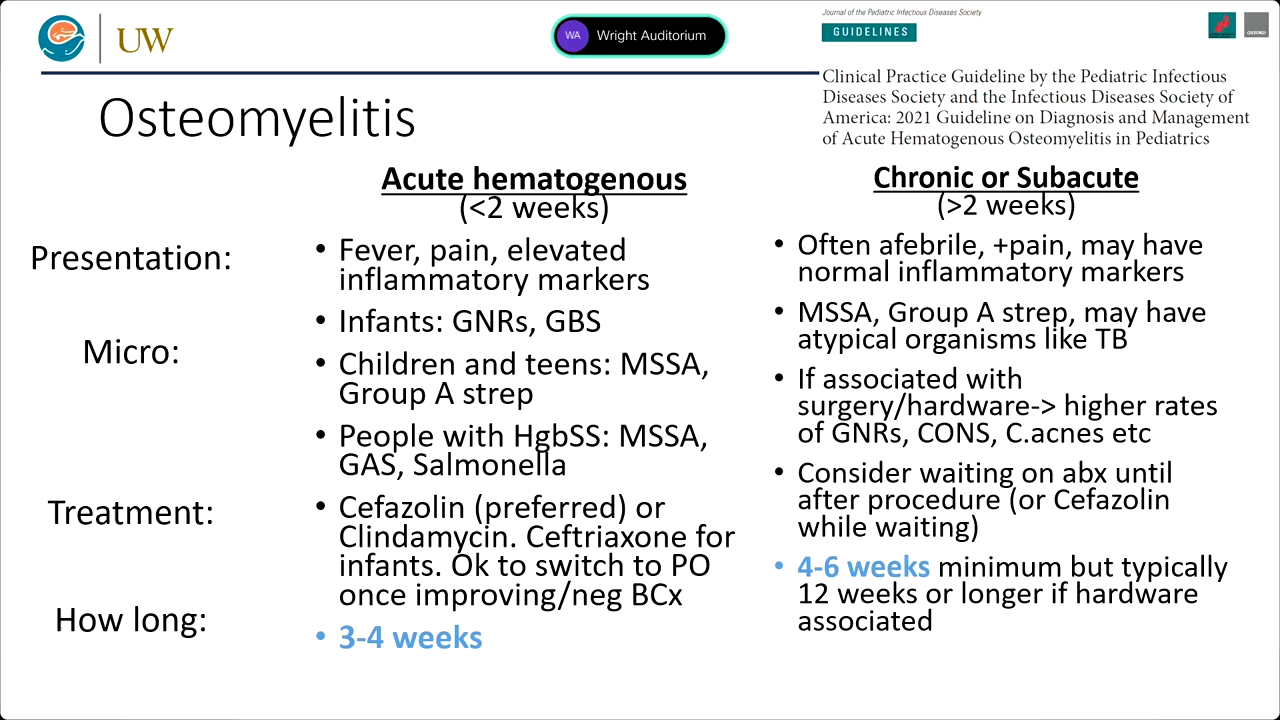 UW
WA Wright Auditorium
Journal of the Pediatric Infectious Diseases Society
GUIDELINES
OXFORD
Clinical Practice Guideline by the Pediatric Infectious
Diseases Society and the Infectious Diseases Society of
America: 2021 Guideline on Diagnosis and Management
of Acute Hematogenous Osteomyelitis in Pediatrics
Osteomyelitis
Acute hematogenous
(<2 weeks)
Chronic or Subacute
(>2 weeks)
Presentation:
Micro:
Treatment:
How long:
• Fever, pain, elevated
inflammatory markers
• Infants: GNRs, GBS
• Children and teens: MSSA,
Group A strep
• People with HgbSS: MSSA,
GAS, Salmonella
• Cefazolin (preferred) or
Clindamycin. Ceftriaxone for
infants. Ok to switch to PO
once improving/neg BCx
• 3-4 weeks
• Often afebrile, +pain, may have
normal inflammatory markers
• MSSA, Group A strep, may have
atypical organisms like TB
• If associated with
surgery/hardware-> higher rates
of GNRs, CONS, C.acnes etc
• Consider waiting on abx until
after procedure (or Cefazolin
while waiting)
• 4-6 weeks minimum but typically
12 weeks or longer if hardware
associated